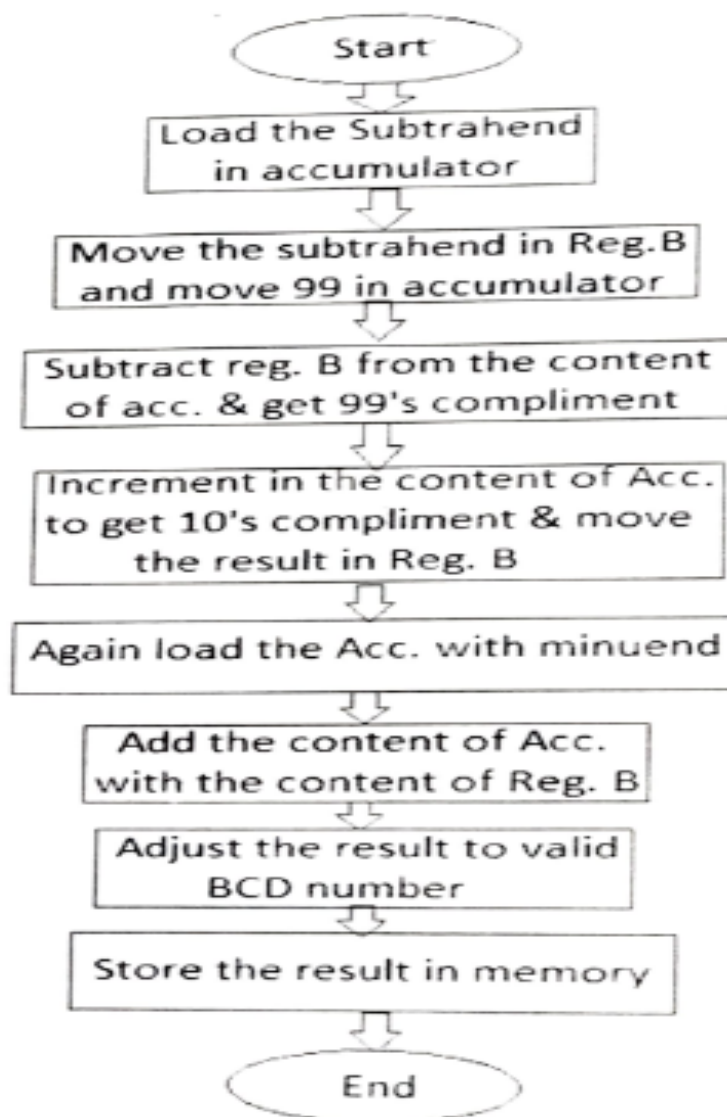 Start
Load the Subtrahend
in accumulator
Move the subtrahend in Reg.B
and move 99 in accumulator
Subtract reg. B from the content
of acc. & get 99's compliment
Increment in the content of Acc.
to get 10's compliment & move
the result in Reg. B
Again load the Acc. with minuend
Add the content of Acc.
with the content of Reg. B
Adjust the result to valid
BCD number
Store the result in memory
End